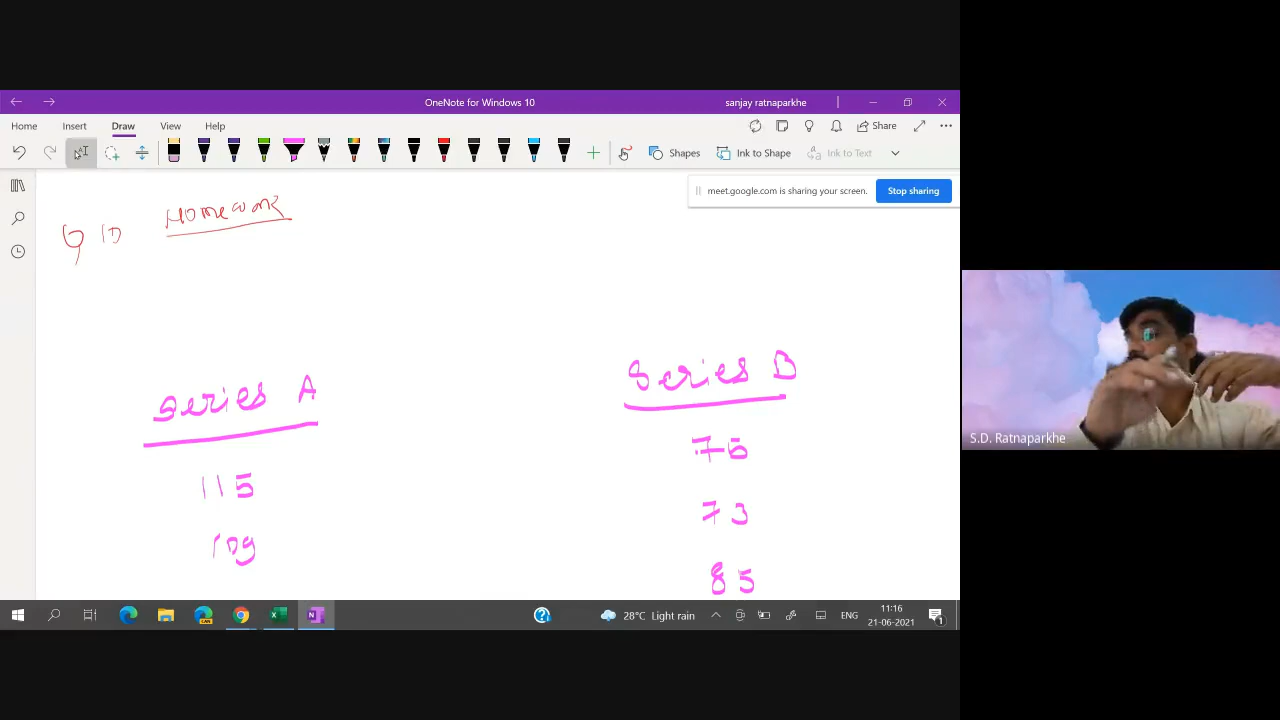 OneNote for Windows 10
sanjay ratnaparkhe
Home Insert Draw View Help
Share
Shapes
Ink to Shape
Ink to Text
meet.google.com is sharing your screen.
Stop sharing
Homework
Q 1)
Series A
115
109
Series B
73
85
S.D. Ratnaparkhe
28°C Light rain
ENG
11:16
21-06-2021